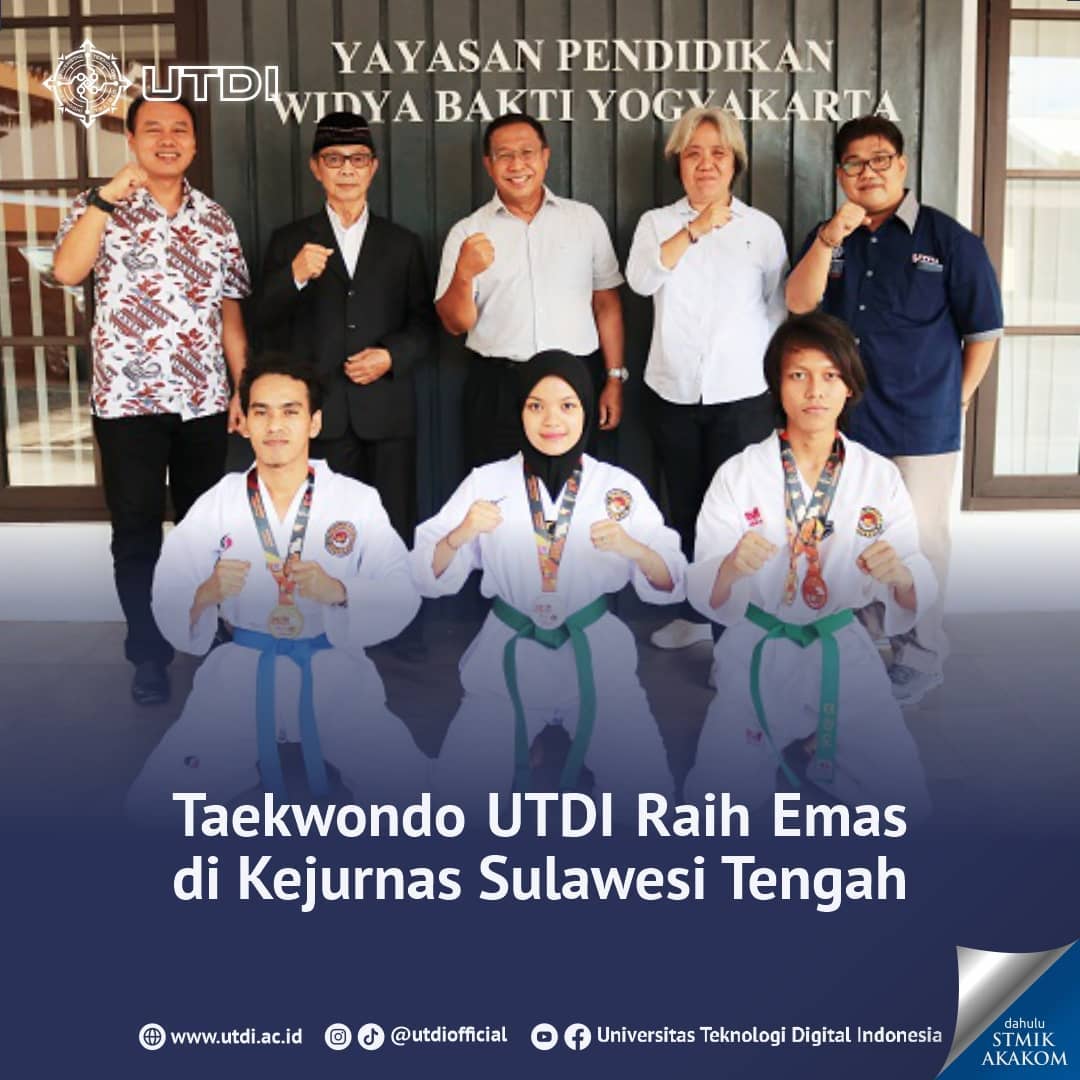 UTDI
YAYASAN PENDIDIKAN
WIDYA BAKTI YOGYAKARTA
Taekwondo UTDI Raih Emas
di Kejurnas Sulawesi Tengah
www.utdi.ac.id
@utdiofficial
Universitas Teknologi Digital Indonesia
dahulu
STMIK
AKAKOM